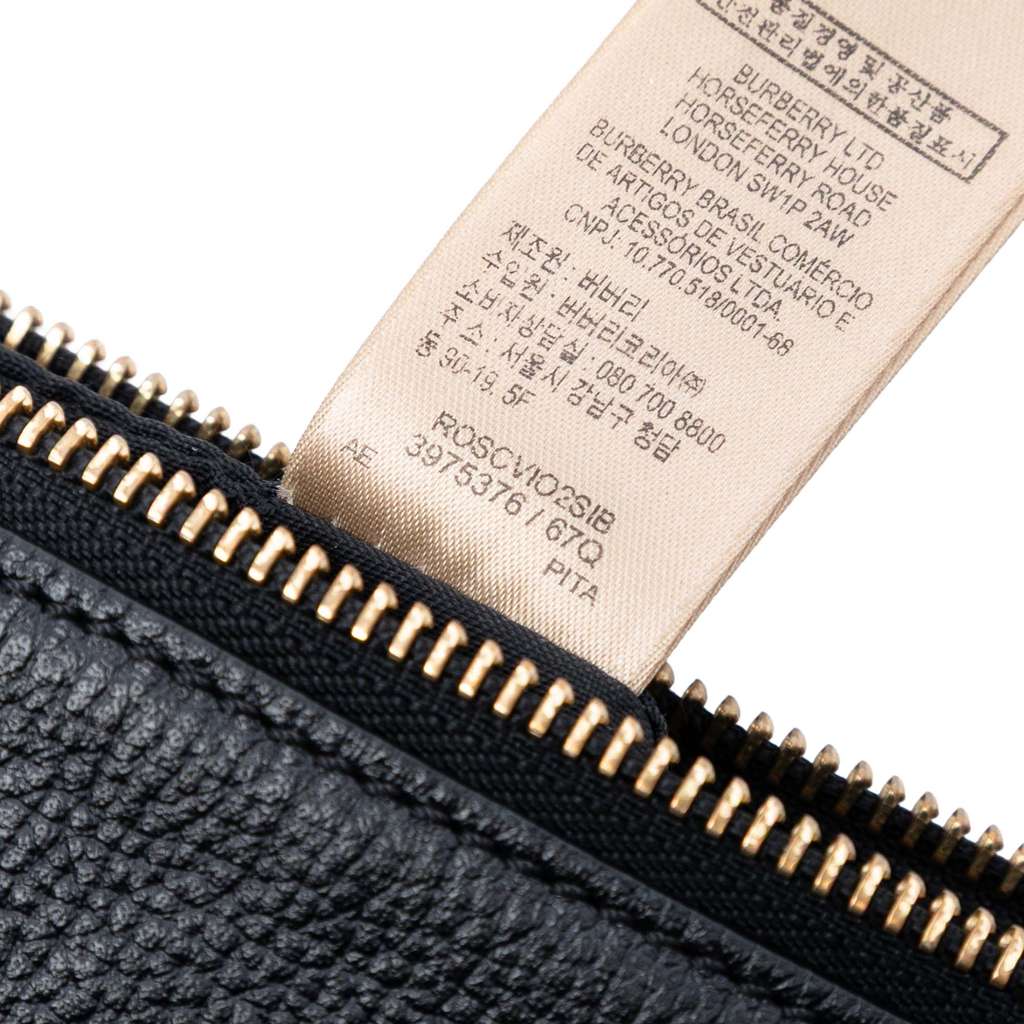 품질경영 및 공산품
안전관리법에의한 품질표시
BURBERRY LTD
HORSEFERRY HOUSE
HORSEFERRY ROAD
LONDON SW1P 2AW
BURBERRY BRASIL COMÉRCIO
DE ARTIGOS DE VESTUARIO E
ACESSÓRIOS LTDA.
CNPJ: 10.770.518/0001-68
제조원 : 버버리
수입원 : 버버리코리아㈜
소비자상담실 : 080 700 8800
주 소 : 서울시 강남구 청담
동 90-19. 5F
ROSCVIO2SIB
AE 3975376 / 67Q
PITA